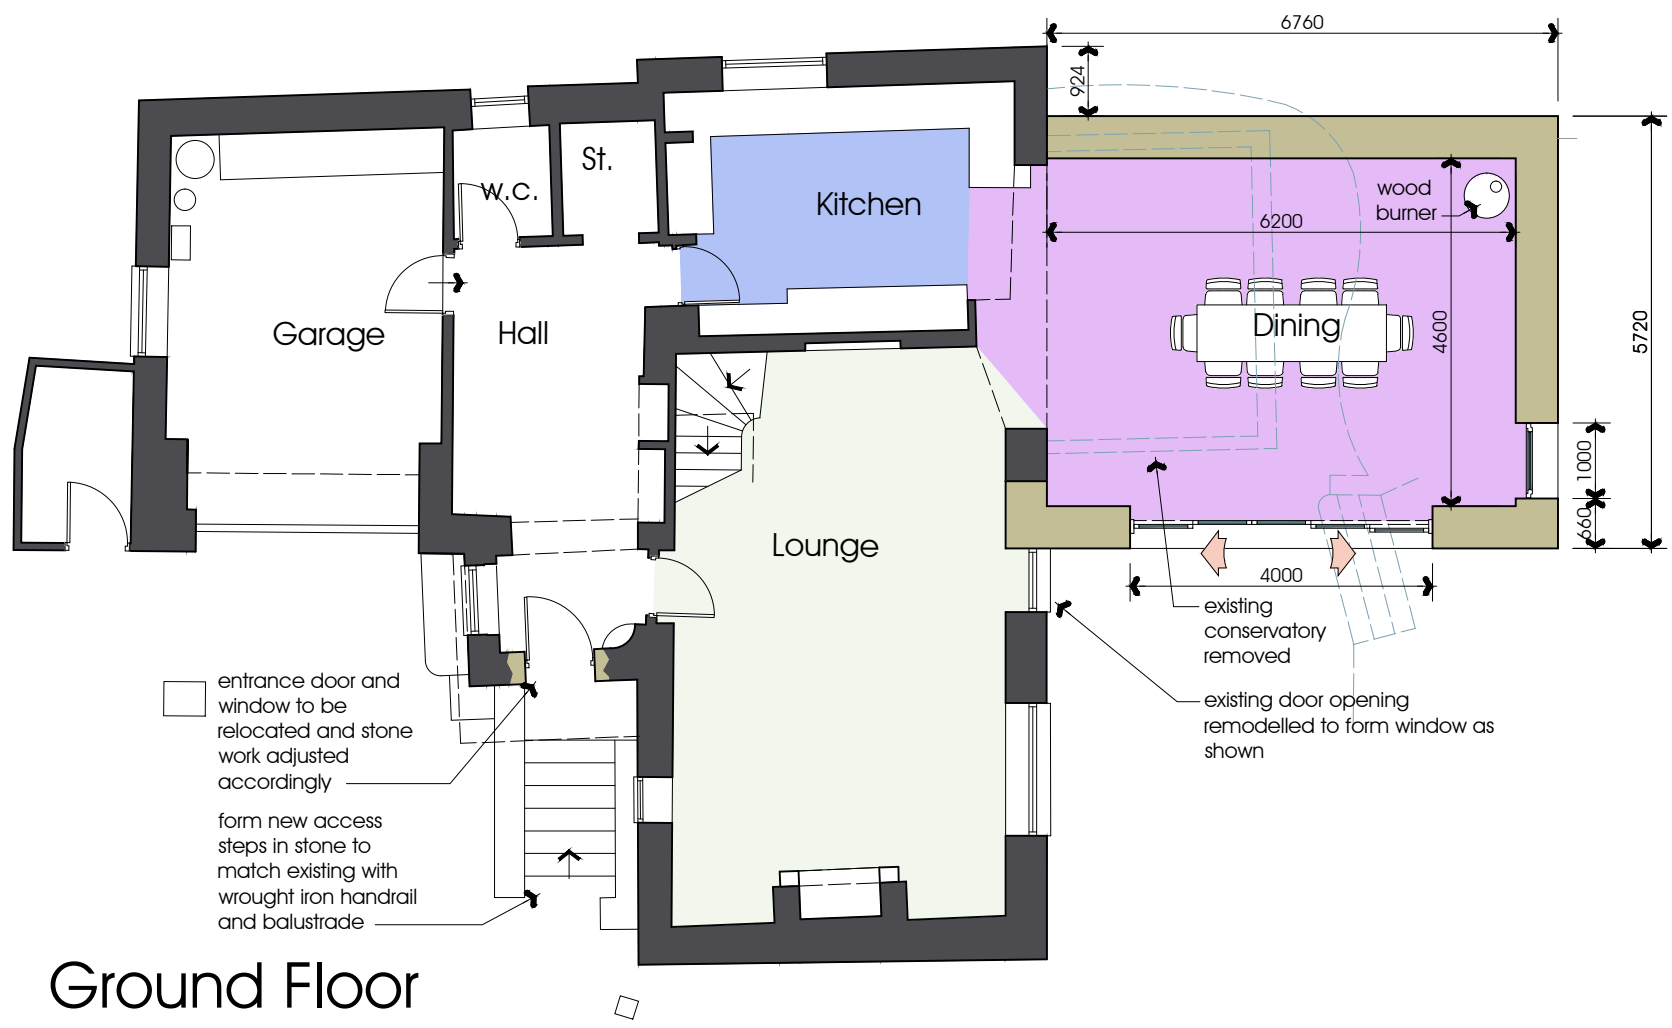 6760
924
St.
w.c.
Kitchen
wood
burner
6200
Garage
Hall
Dining
4600
5720
1000
660
Lounge
4000
existing
conservatory
removed
existing door opening
remodelled to form window as
shown
entrance door and
window to be
relocated and stone
work adjusted
accordingly
form new access
steps in stone to
match existing with
wrought iron handrail
and balustrade
Ground Floor